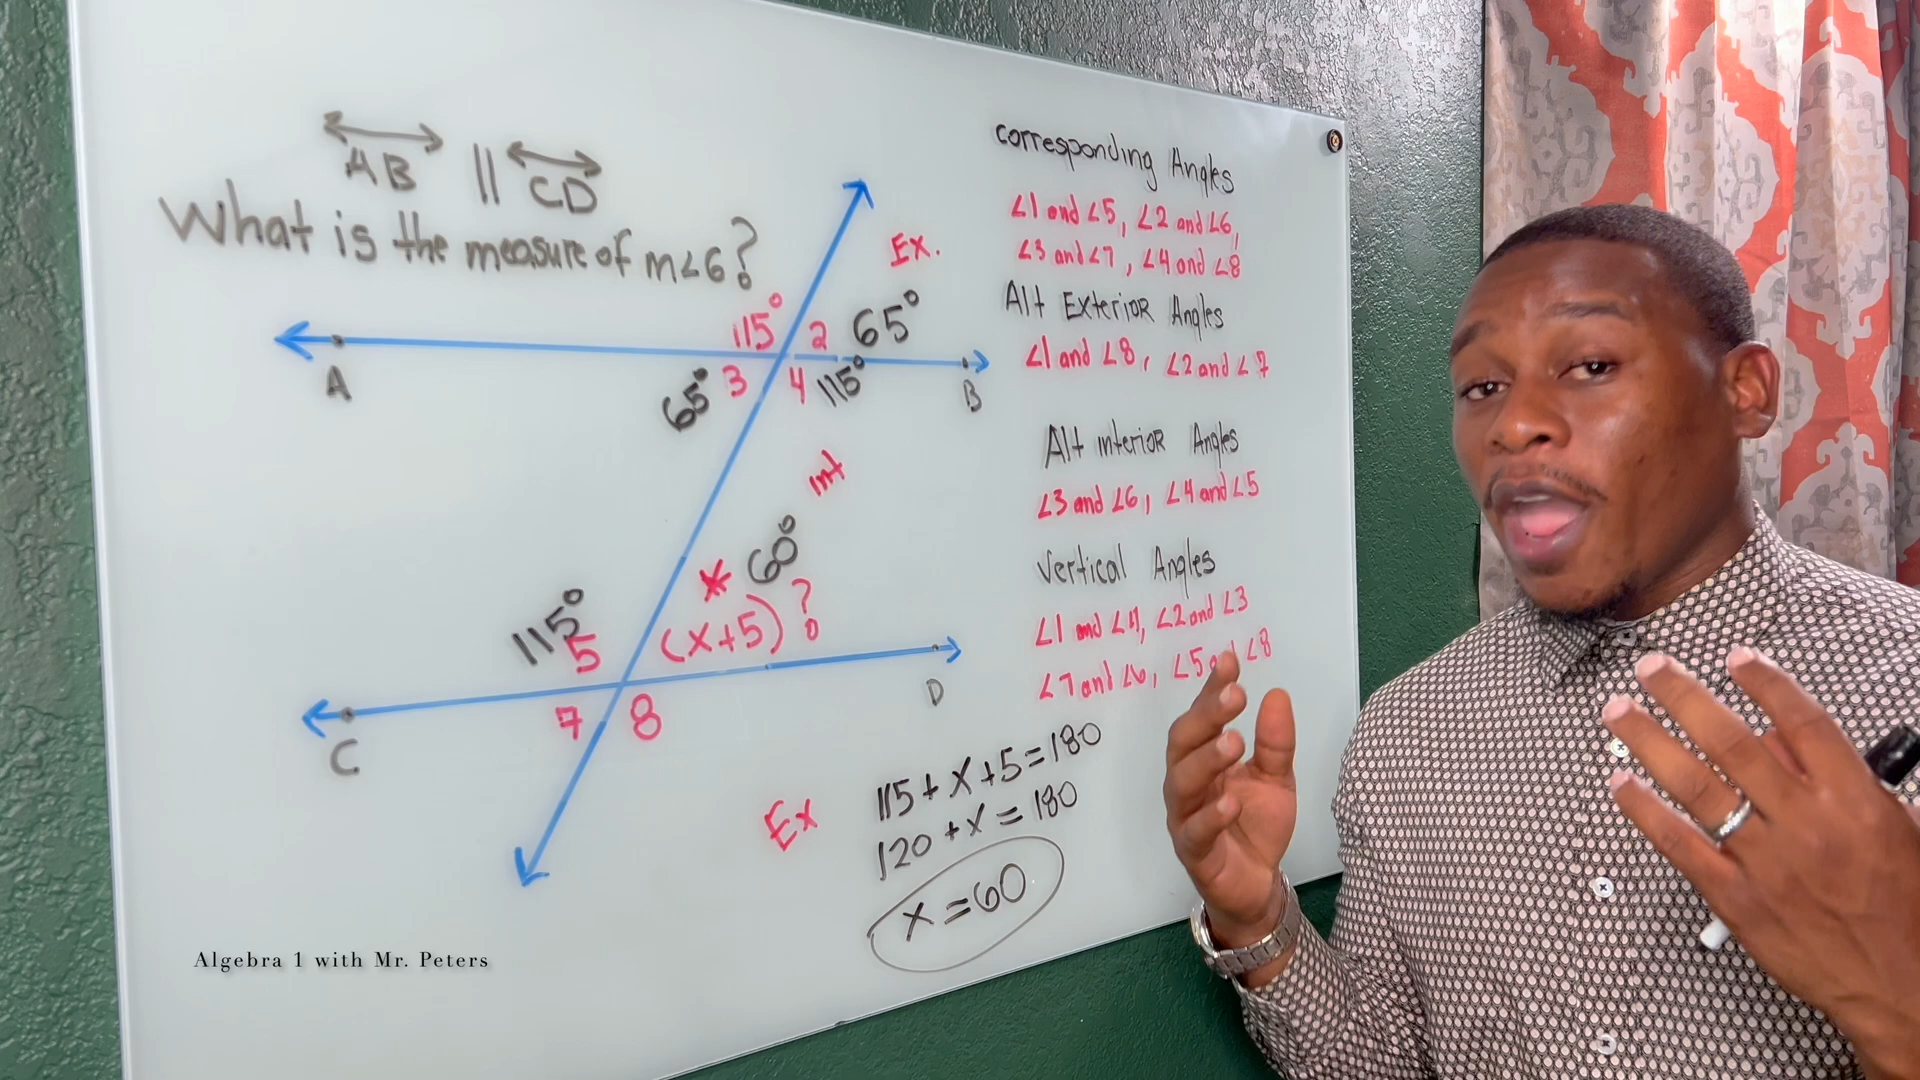 AB || CD
What is the measure of m∠6?
Ex.
115° 2 65°
A 65° 3 4 115° B
Int
* 60°
115° 5 (x+5) ?
7 8
C D
Corresponding Angles
∠1 and ∠5, ∠2 and ∠6,
∠3 and ∠7, ∠4 and ∠8
Alt Exterior Angles
∠1 and ∠8, ∠2 and ∠7
Alt interior Angles
∠3 and ∠6, ∠4 and ∠5
Vertical Angles
∠1 and ∠4, ∠2 and ∠3
∠7 and ∠6, ∠5 and ∠8
Ex
115+x+5=180
120+x=180
x=60
Algebra 1 with Mr. Peters